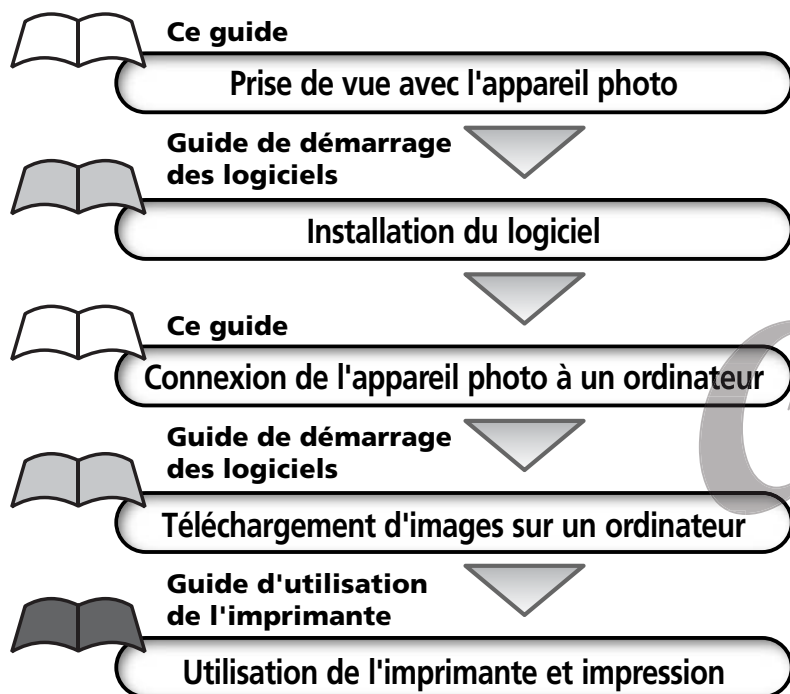 Ce guide
Prise de vue avec l'appareil photo
Guide de démarrage
des logiciels
Installation du logiciel
Ce guide
Connexion de l'appareil photo à un ordinateur
Guide de démarrage
des logiciels
Téléchargement d'images sur un ordinateur
Guide d'utilisation
de l'imprimante
Utilisation de l'imprimante et impression